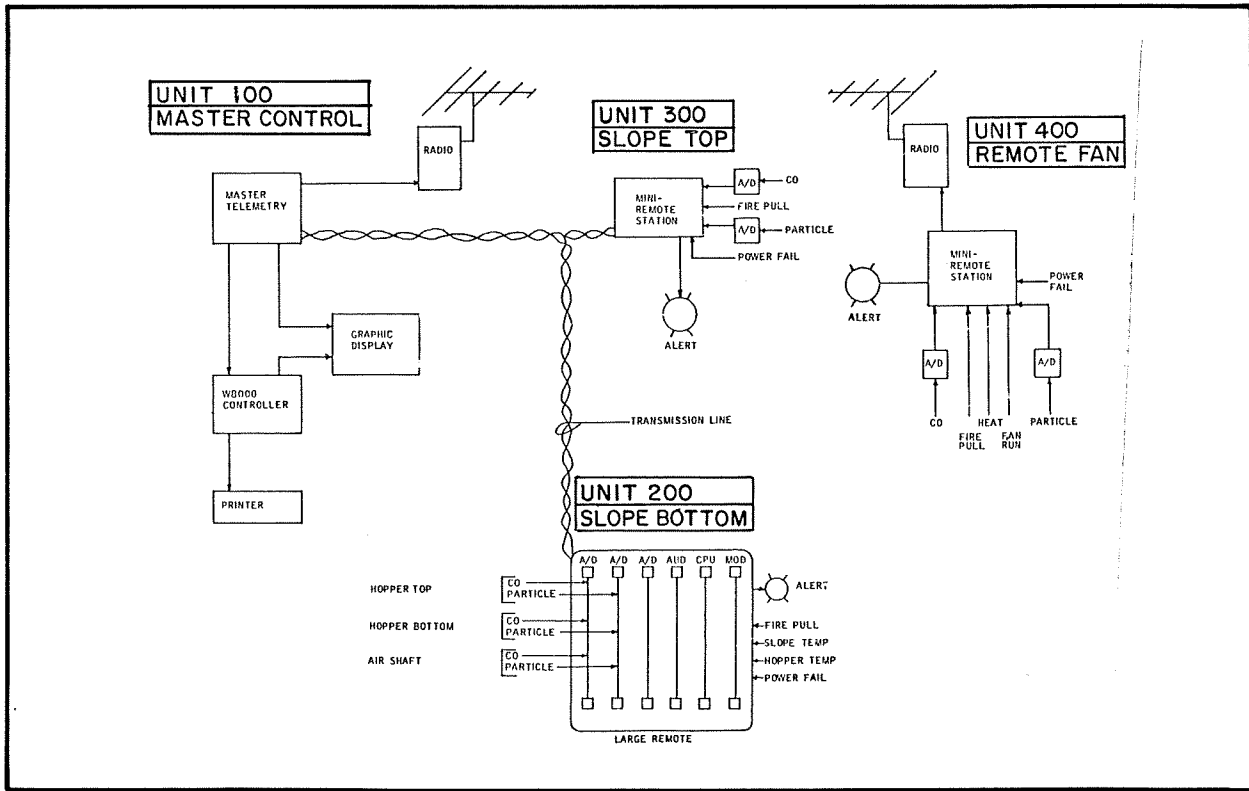 UNIT 100
MASTER CONTROL
RADIO
MASTER
TELEMETRY
GRAPHIC
DISPLAY
W8000
CONTROLLER
PRINTER
UNIT 300
SLOPE TOP
MINI-
REMOTE
STATION
A/D
CO
FIRE PULL
A/D
PARTICLE
POWER FAIL
ALERT
UNIT 400
REMOTE FAN
RADIO
MINI-
REMOTE
STATION
POWER
FAIL
ALERT
A/D
A/D
CO
FIRE
PULL
HEAT
FAN
RUN
PARTICLE
TRANSMISSION LINE
UNIT 200
SLOPE BOTTOM
A/D A/D A/D AUD CPU MOD
HOPPER TOP
CO
PARTICLE
HOPPER BOTTOM
CO
PARTICLE
AIR SHAFT
CO
PARTICLE
ALERT
FIRE PULL
SLOPE TEMP
HOPPER TEMP
POWER FAIL
LARGE REMOTE